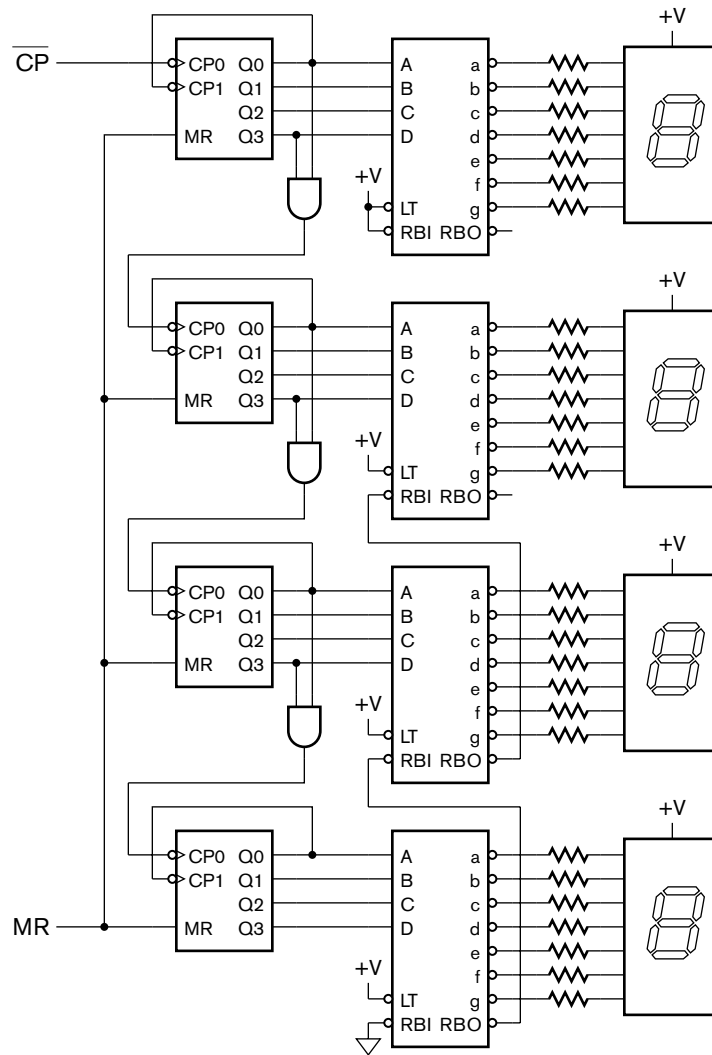 +V
CP CP0 Q0 A a
CP1 Q1 B b
Q2 C c
MR Q3 D d
e
+V f
LT g
RBI RBO
+V
CP0 Q0 A a
CP1 Q1 B b
Q2 C c
MR Q3 D d
e
+V f
LT g
RBI RBO
+V
CP0 Q0 A a
CP1 Q1 B b
Q2 C c
MR Q3 D d
e
+V f
LT g
RBI RBO
+V
CP0 Q0 A a
CP1 Q1 B b
Q2 C c
MR MR Q3 D d
e
+V f
LT g
RBI RBO